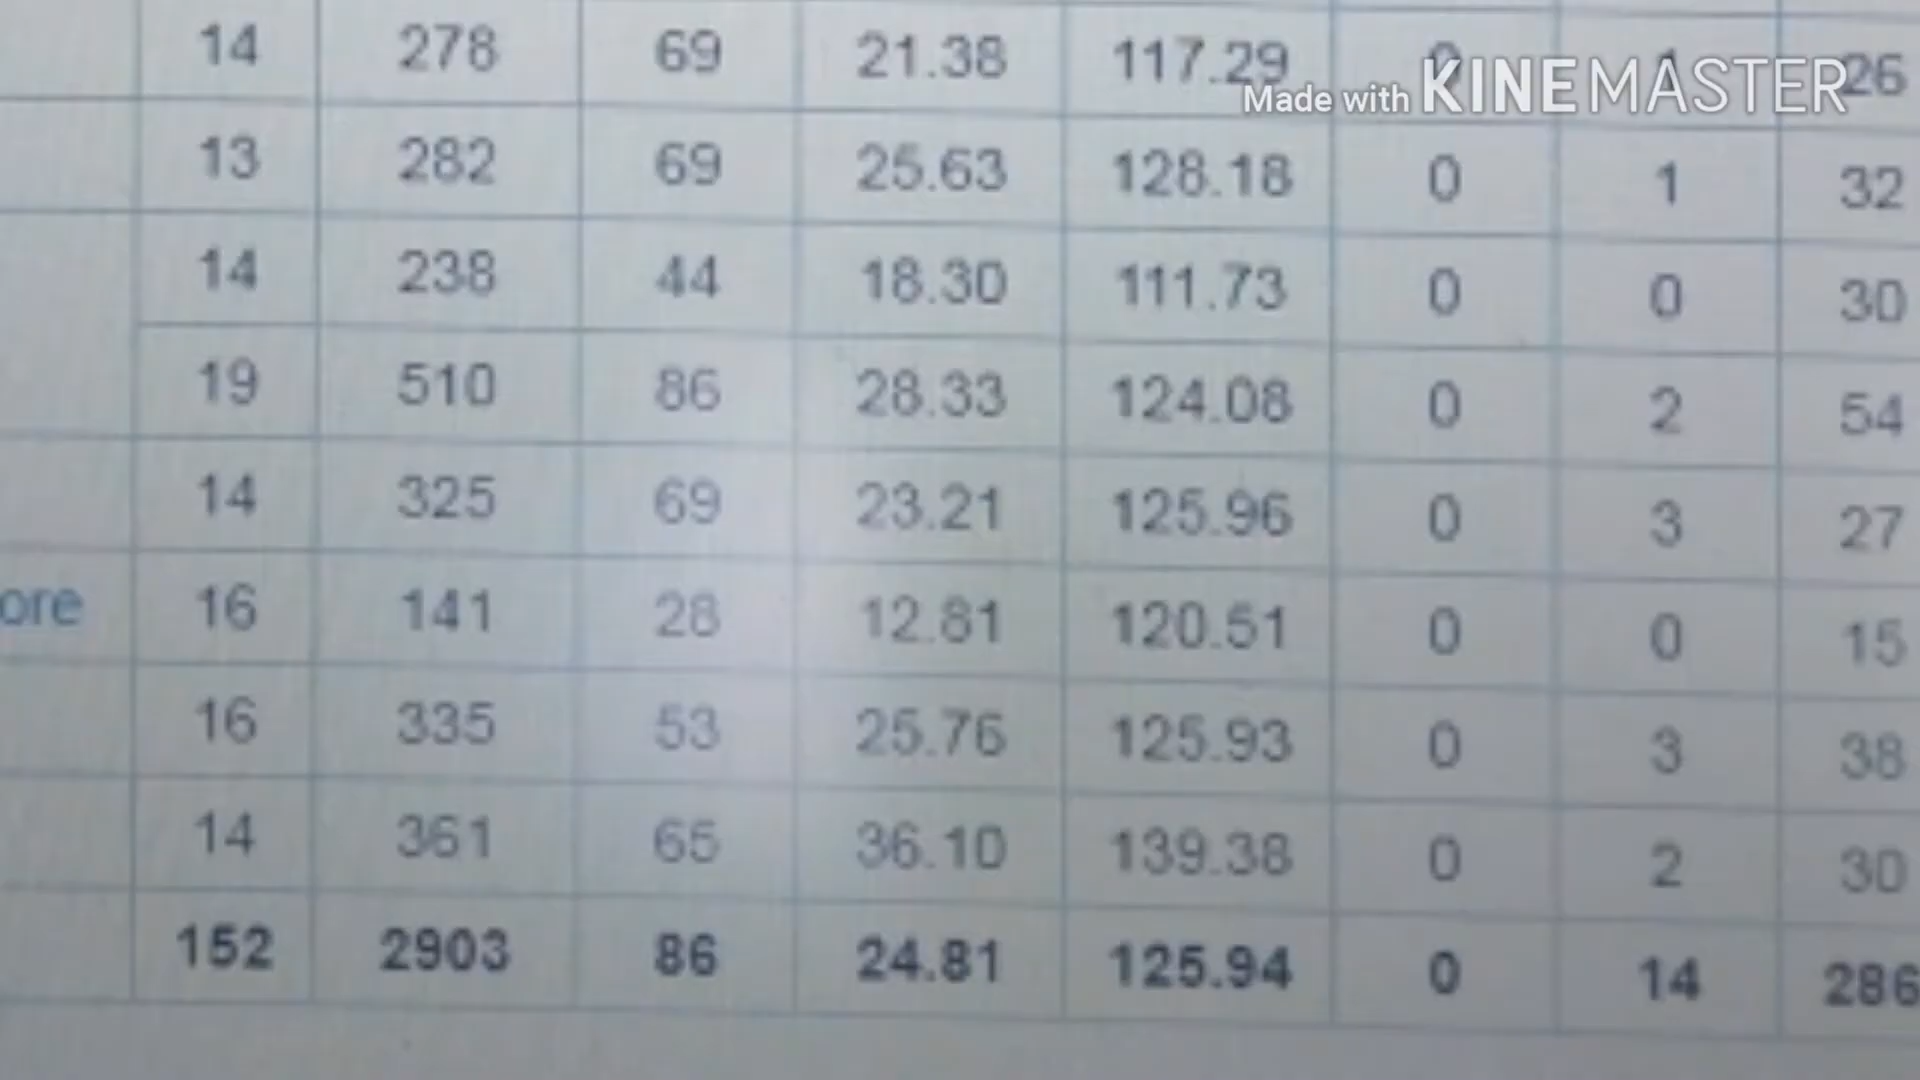 14 278 69 21.38 117.29 0 1 26
Made with KINEMASTER
13 282 69 25.63 128.18 0 1 32
14 238 44 18.30 111.73 0 0 30
19 510 86 28.33 124.08 0 2 54
14 325 69 23.21 125.96 0 3 27
ore 16 141 28 12.81 120.51 0 0 15
16 335 53 25.76 125.93 0 3 38
14 361 65 36.10 139.38 0 2 30
152 2903 86 24.81 125.94 0 14 286